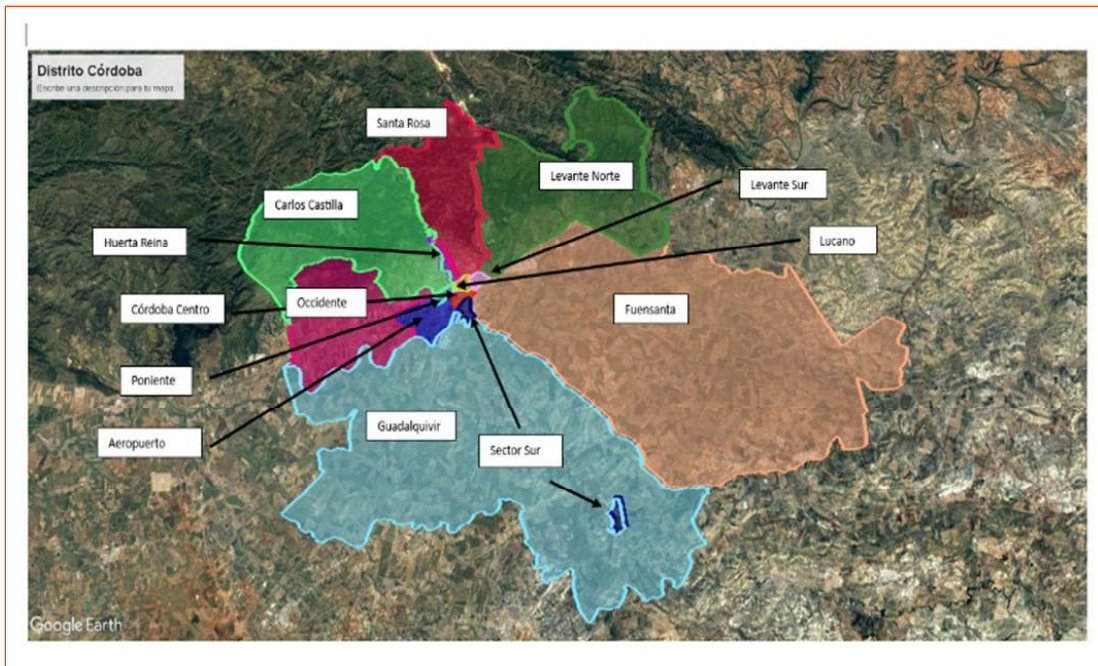 Distrito Córdoba
Escribe una descripción para tu mapa.
Santa Rosa
Levante Norte
Levante Sur
Carlos Castilla
Huerta Reina
Lucano
Córdoba Centro
Occidente
Fuensanta
Poniente
Aeropuerto
Guadalquivir
Sector Sur
Google Earth